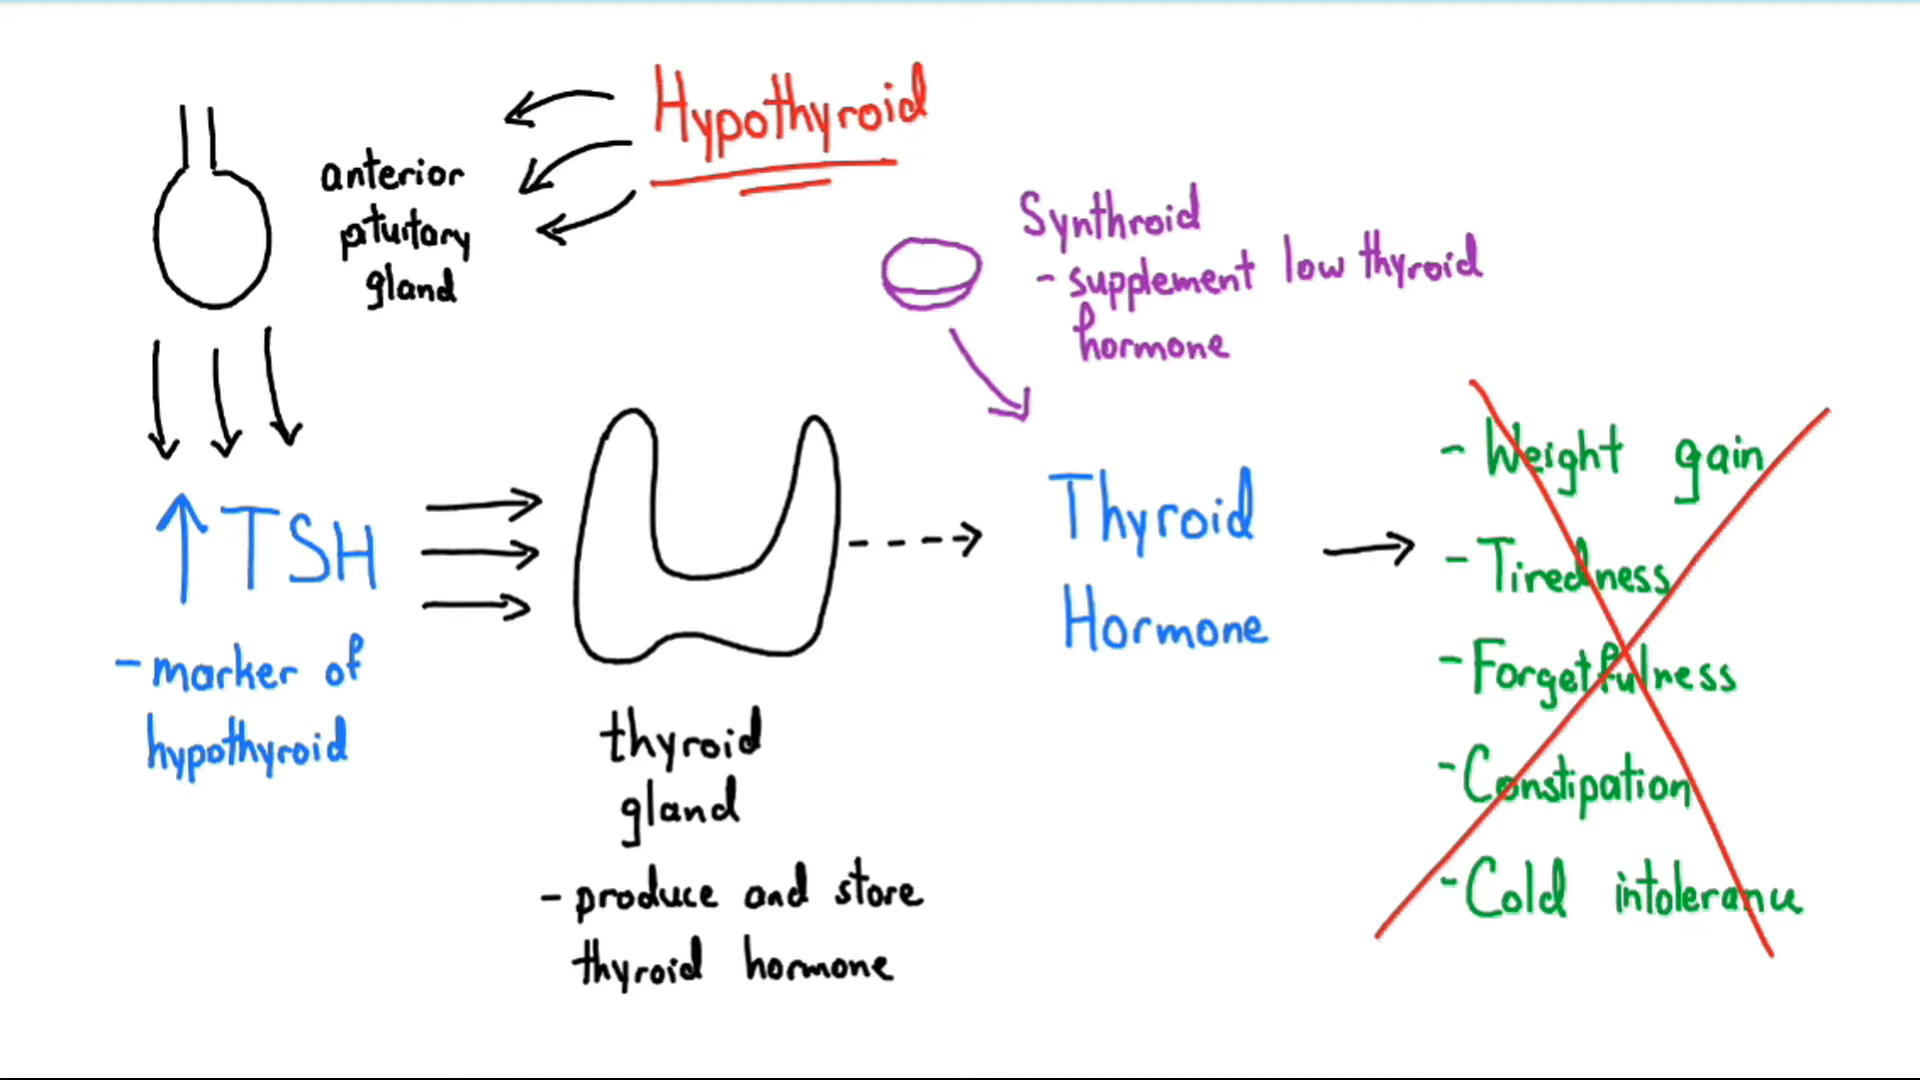 Hypothyroid
anterior
pituitary
gland
Synthroid
- supplement low thyroid
hormone
↑TSH
- marker of
hypothyroid
thyroid
gland
- produce and store
thyroid hormone
Thyroid
Hormone
- Weight gain
- Tiredness
- Forgetfulness
- Constipation
- Cold intolerance